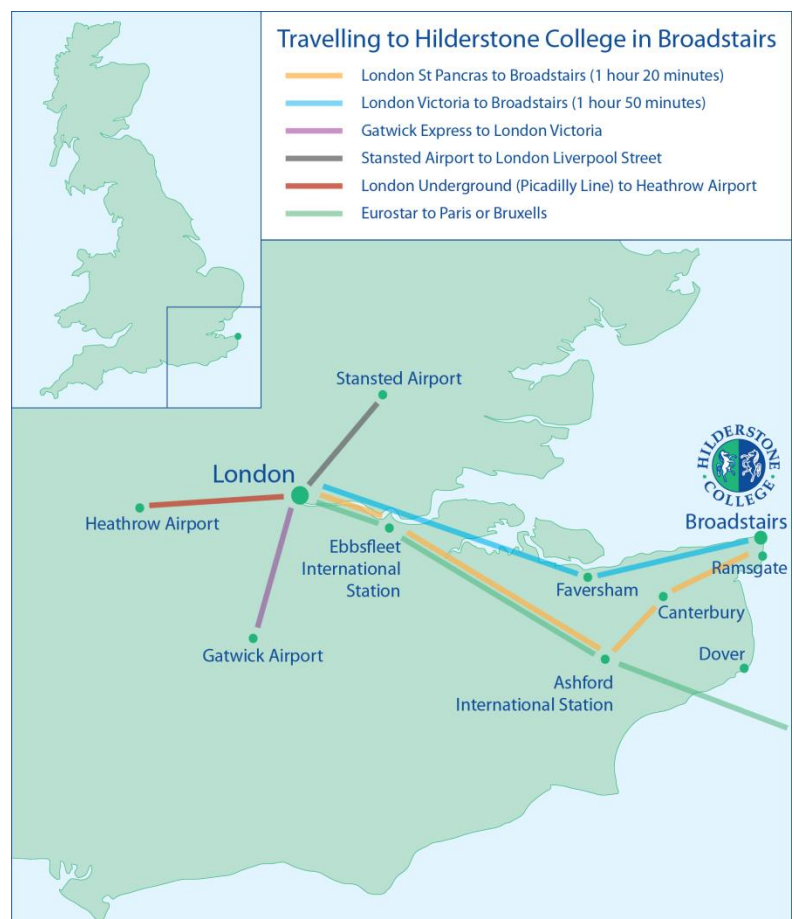 Travelling to Hilderstone College in Broadstairs
London St Pancras to Broadstairs (1 hour 20 minutes)
London Victoria to Broadstairs (1 hour 50 minutes)
Gatwick Express to London Victoria
Stansted Airport to London Liverpool Street
London Underground (Picadilly Line) to Heathrow Airport
Eurostar to Paris or Bruxells
Stansted Airport
HILDERSTONE
COLLEGE
London
Heathrow Airport
Broadstairs
Ebbsfleet
International
Station
Ramsgate
Faversham
Canterbury
Gatwick Airport
Dover
Ashford
International Station